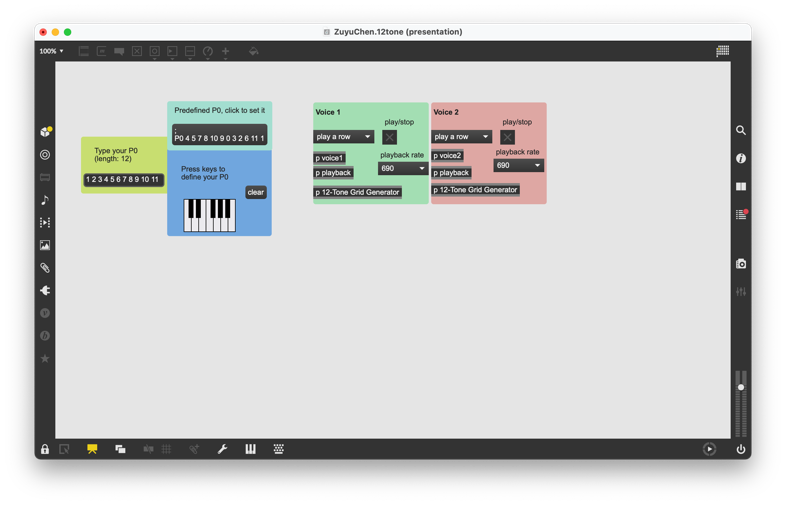 ZuyuChen.12tone (presentation)
100%
Predefined P0, click to set it
;
P0 4 5 7 8 10 9 0 3 2 6 11 1
Type your P0
(length: 12)
1 2 3 4 5 6 7 8 9 10 11
Press keys to
define your P0
clear
Voice 1
play/stop
play a row
p voice1
playback rate
p playback
690
p 12-Tone Grid Generator
Voice 2
play/stop
play a row
p voice2
playback rate
p playback
690
p 12-Tone Grid Generator